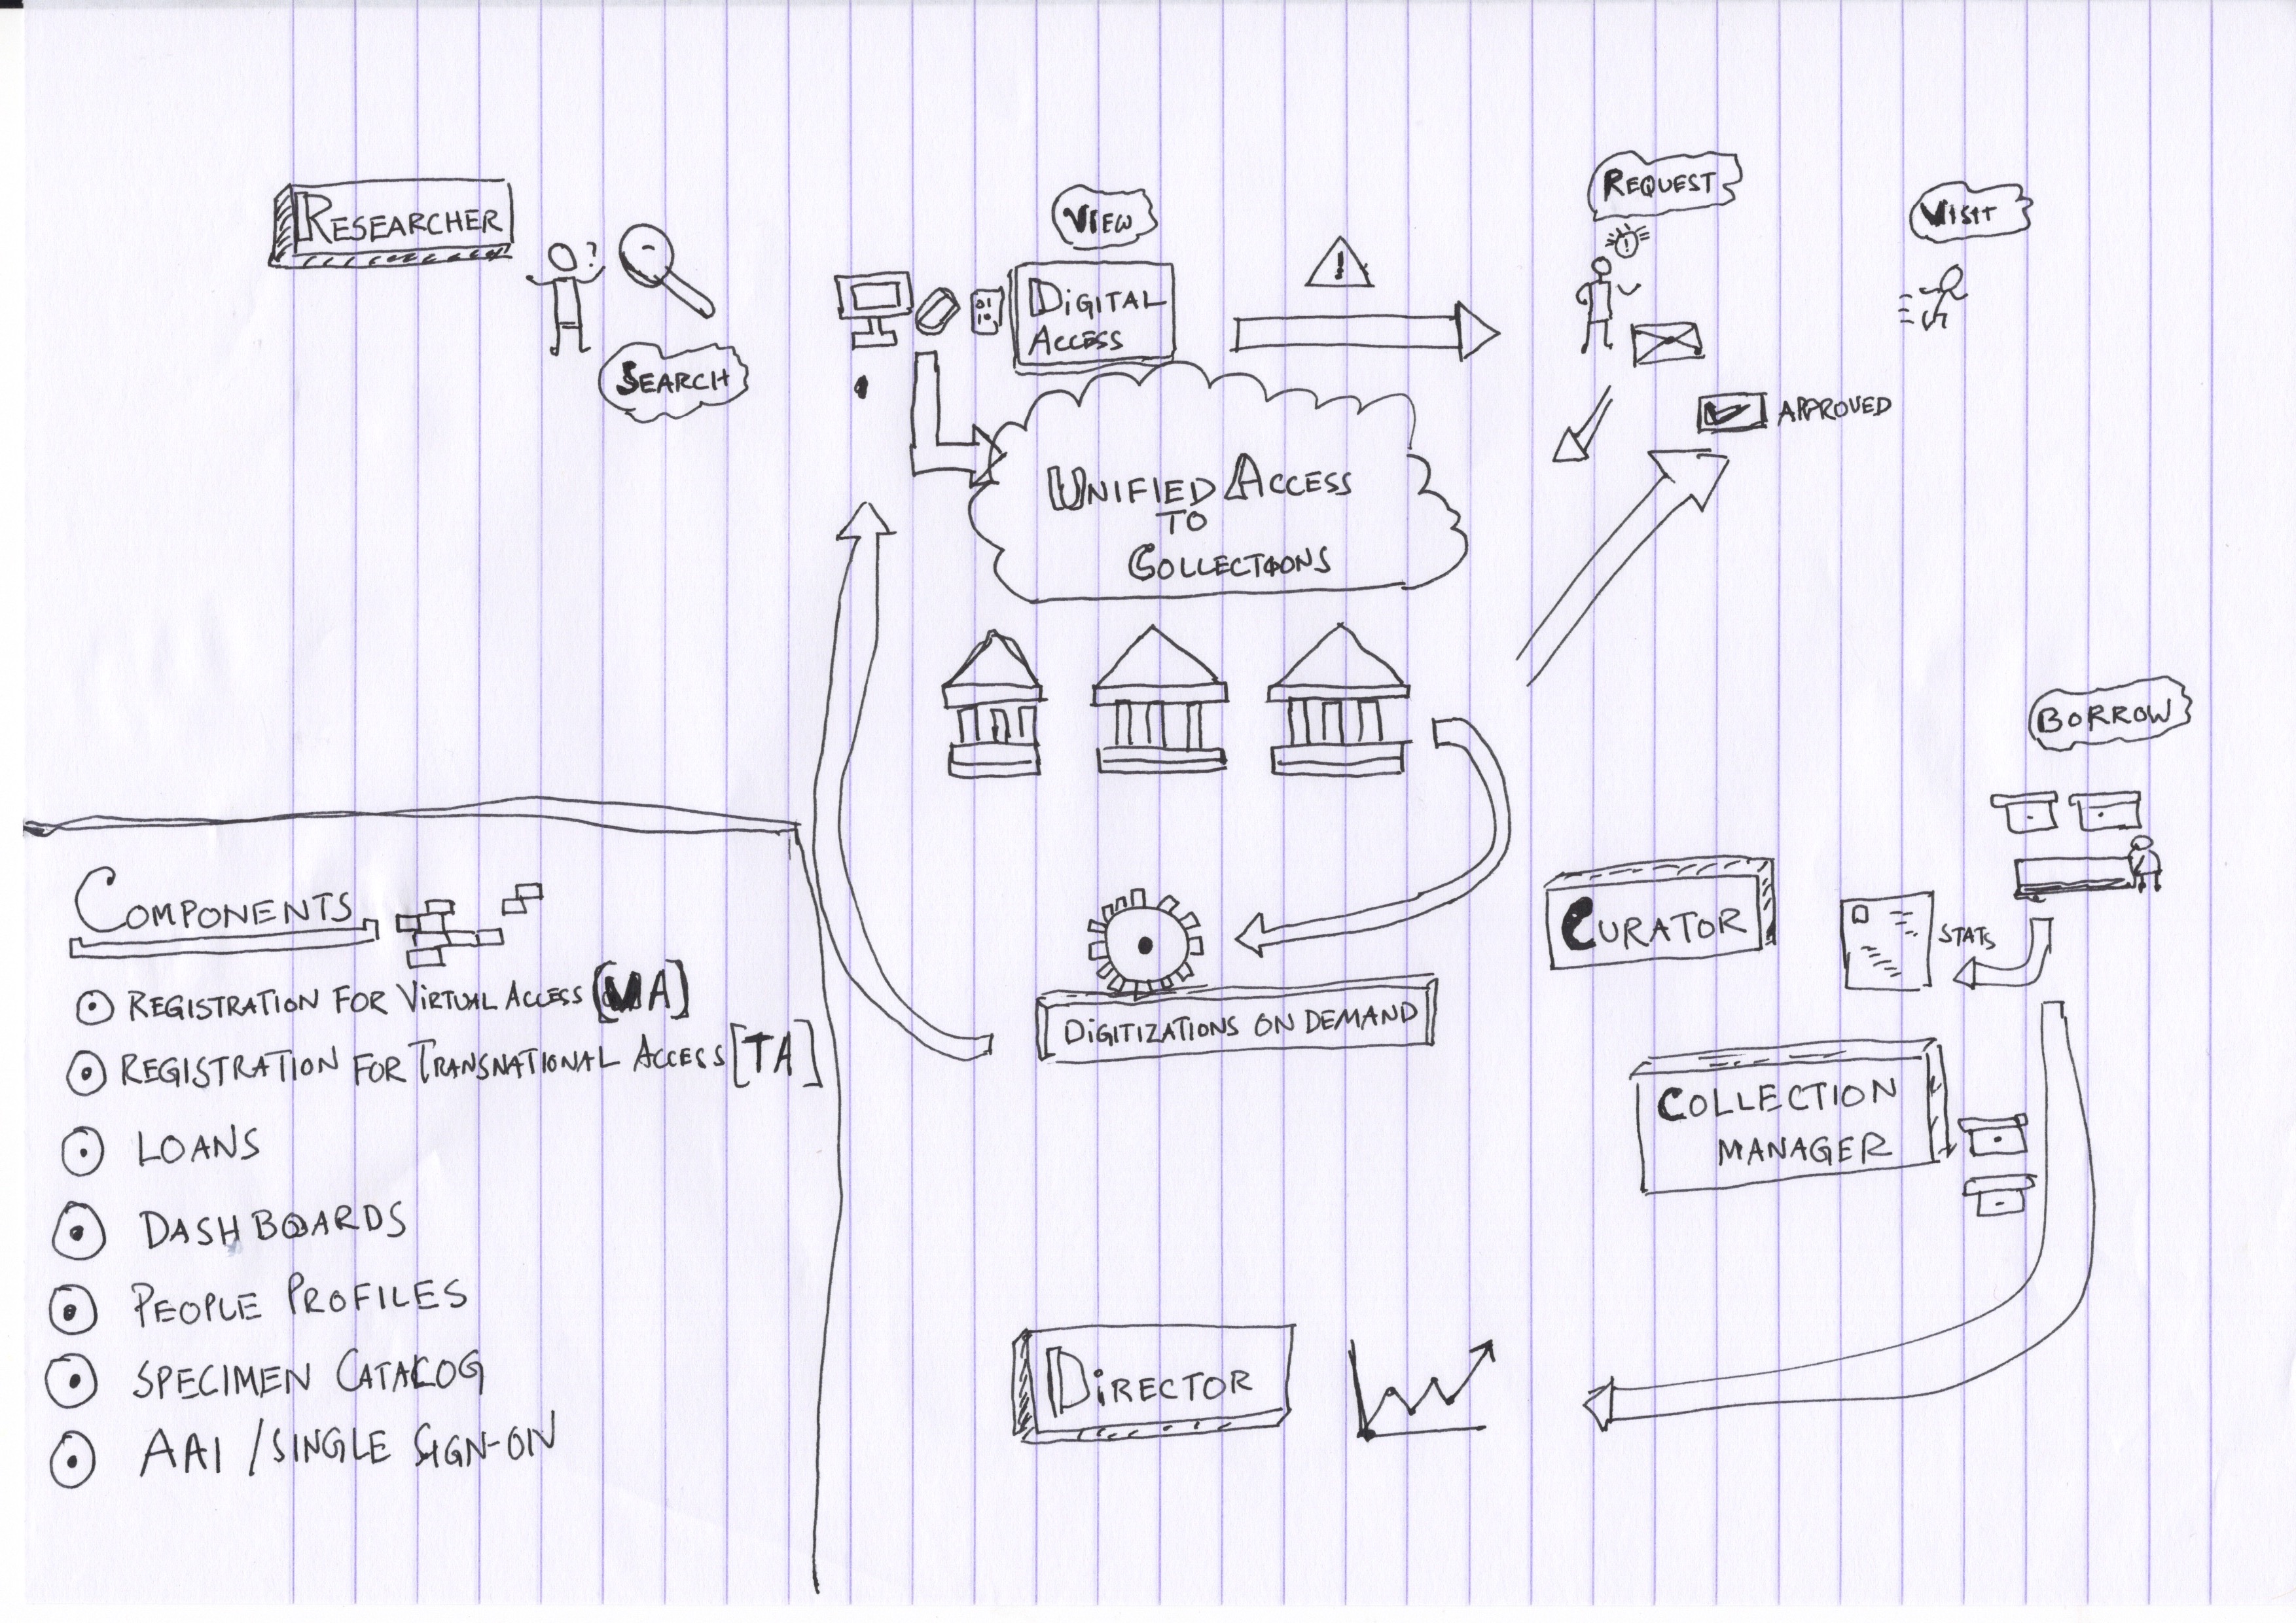 RESEARCHER
?
SEARCH
VIEW
DIGITAL
ACCESS
!
REQUEST
!
VISIT
APPROVED
UNIFIED ACCESS
TO
COLLECTIONS
BORROW
CURATOR
STATS
DIGITIZATIONS ON DEMAND
COLLECTION
MANAGER
DIRECTOR
COMPONENTS
REGISTRATION FOR VIRTUAL ACCESS [VA]
REGISTRATION FOR TRANSNATIONAL ACCESS [TA]
LOANS
DASHBOARDS
PEOPLE PROFILES
SPECIMEN CATALOG
AAI / SINGLE SIGN-ON